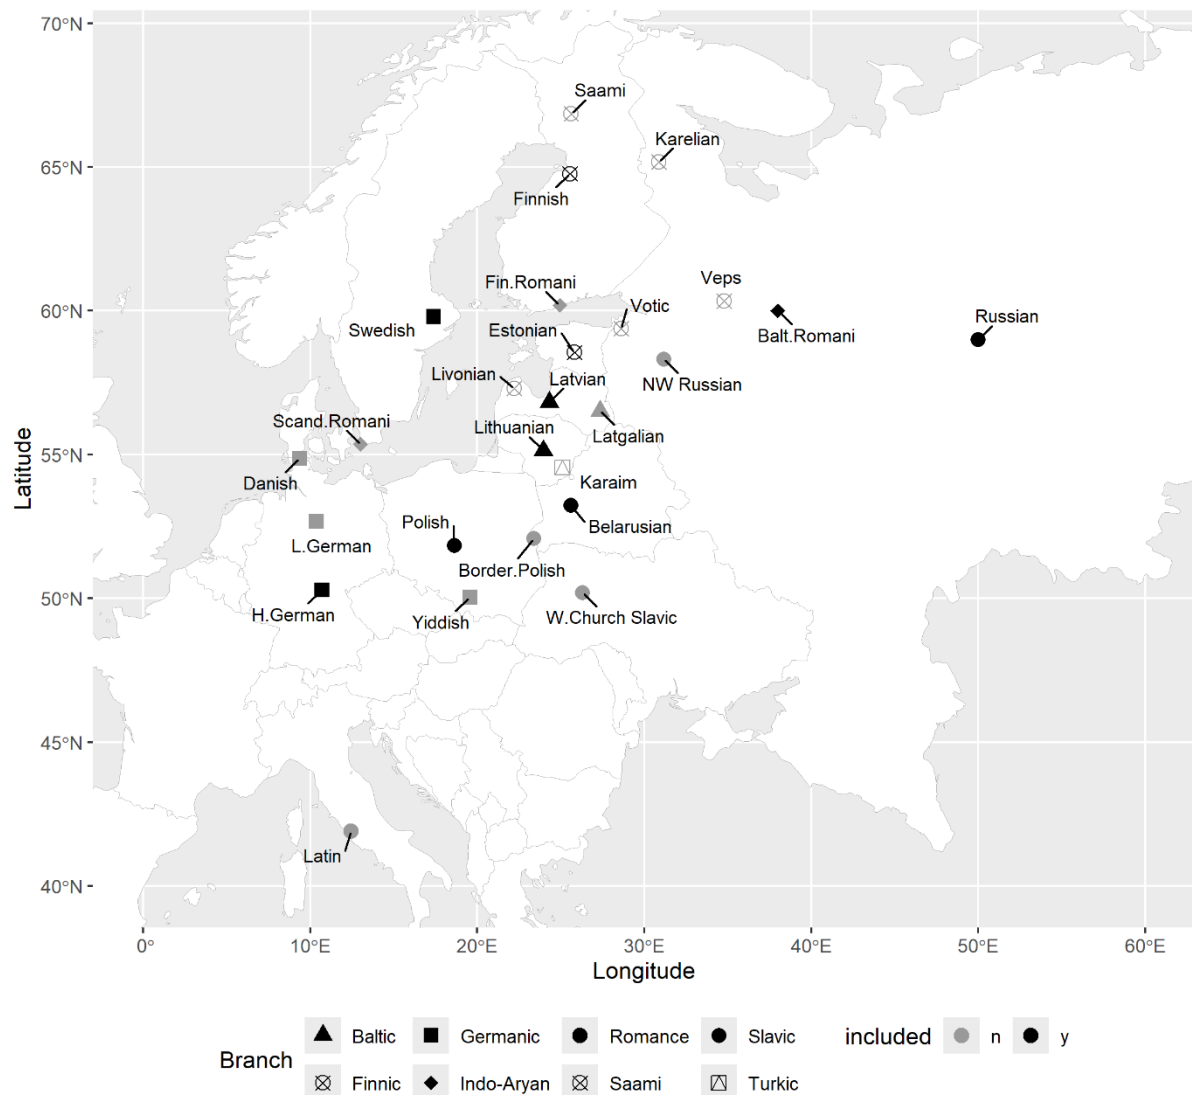 70°N
Saami
Karelian
65°N
Finnish
Fin.Romani
Veps
Votic
60°N
Russian
Swedish
Estonian
Balt.Romani
Livonian
Latvian
NW Russian
Scand.Romani
Lithuanian
Latgalian
55°N
Danish
Karaim
Polish
Belarusian
L.German
Border.Polish
50°N
H.German
Yiddish
W.Church Slavic
45°N
Latin
40°N
Latitude
0°
10°E
20°E
30°E
40°E
50°E
60°E
Longitude
Branch
Baltic
Germanic
Romance
Slavic
Finnic
Indo-Aryan
Saami
Turkic
included
n
y